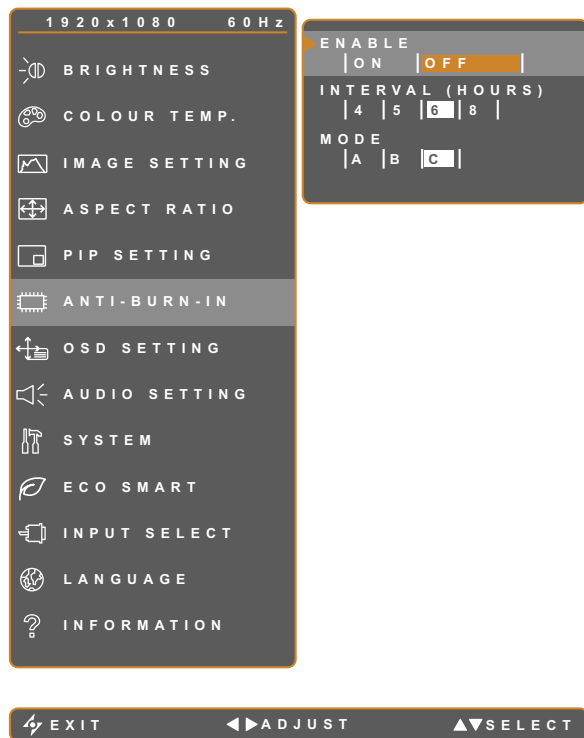 1920x1080 60Hz
BRIGHTNESS
COLOUR TEMP.
IMAGE SETTING
ASPECT RATIO
PIP SETTING
ANTI-BURN-IN
OSD SETTING
AUDIO SETTING
SYSTEM
ECO SMART
INPUT SELECT
LANGUAGE
INFORMATION
ENABLE
ON OFF
INTERVAL (HOURS)
4 5 6 8
MODE
A B C
EXIT ADJUST SELECT